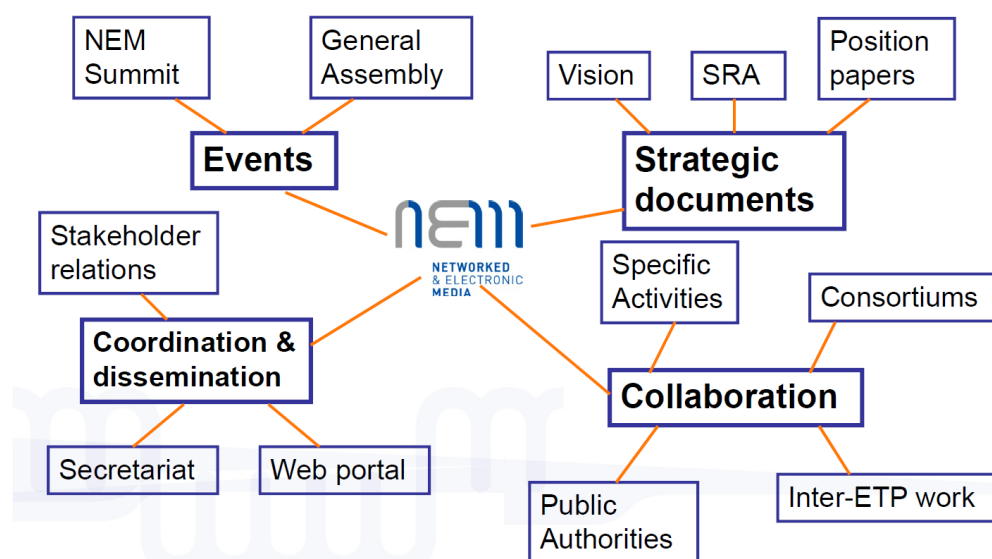 NEM
Summit
General
Assembly
Events
Vision
SRA
Position
papers
Strategic
documents
nem
NETWORKED
& ELECTRONIC
MEDIA
Stakeholder
relations
Coordination &
dissemination
Secretariat
Web portal
Specific
Activities
Consortiums
Collaboration
Public
Authorities
Inter-ETP work